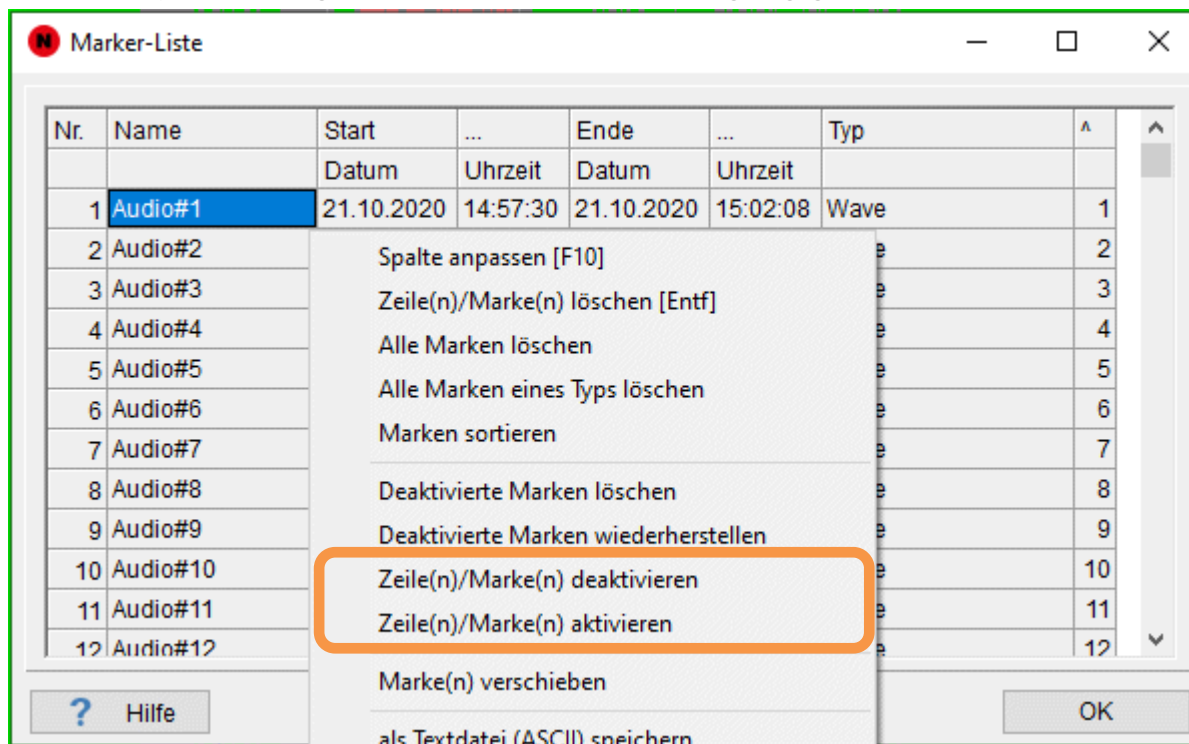 N Marker-Liste
Nr. Name Start ... Ende ... Typ ^
Datum Uhrzeit Datum Uhrzeit
1 Audio#1 21.10.2020 14:57:30 21.10.2020 15:02:08 Wave 1
2 Audio#2 Spalte anpassen [F10] e 2
3 Audio#3 Zeile(n)/Marke(n) löschen [Entf] e 3
4 Audio#4 Alle Marken löschen e 4
5 Audio#5 Alle Marken eines Typs löschen e 5
6 Audio#6 e 6
7 Audio#7 Marken sortieren e 7
8 Audio#8 Deaktivierte Marken löschen e 8
9 Audio#9 Deaktivierte Marken wiederherstellen e 9
10 Audio#10 Zeile(n)/Marke(n) deaktivieren e 10
11 Audio#11 Zeile(n)/Marke(n) aktivieren e 11
12 Audio#12 e 12
Marke(n) verschieben
? Hilfe OK
als Textdatei (ASCII) speichern